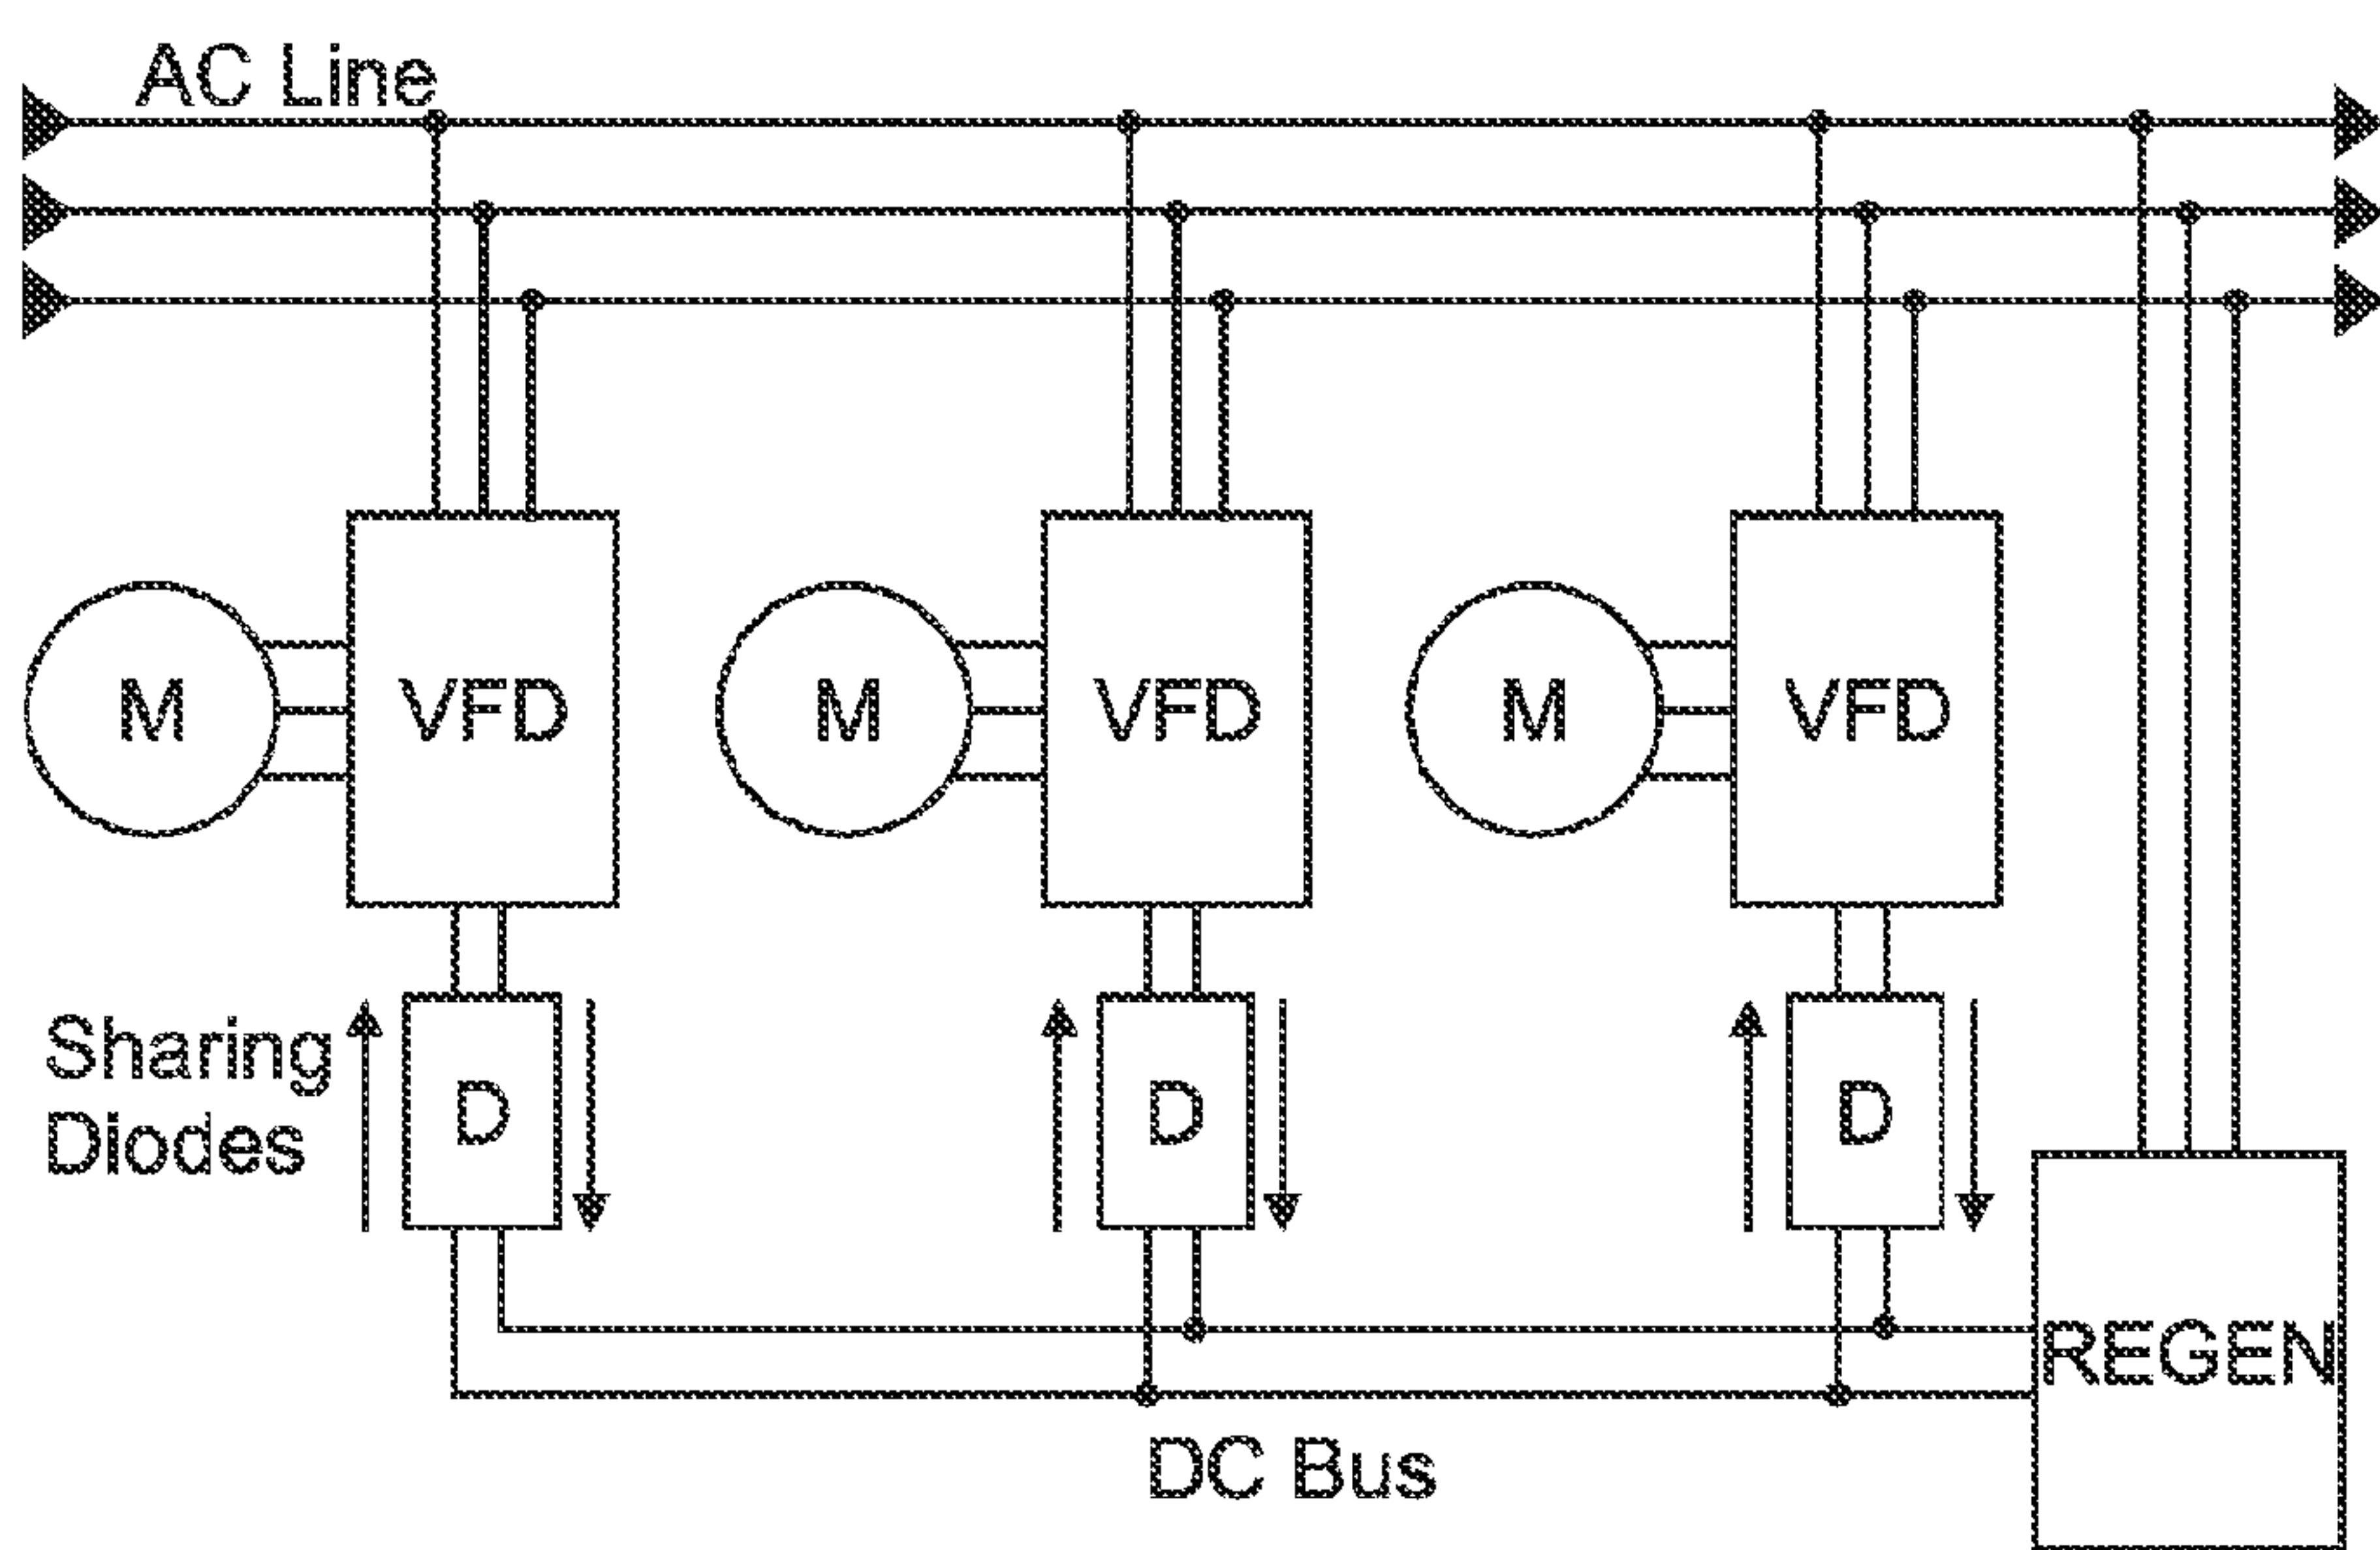 AC Line
M
VFD
M
VFD
M
VFD
Sharing
Diodes
D
D
D
REGEN
DC Bus